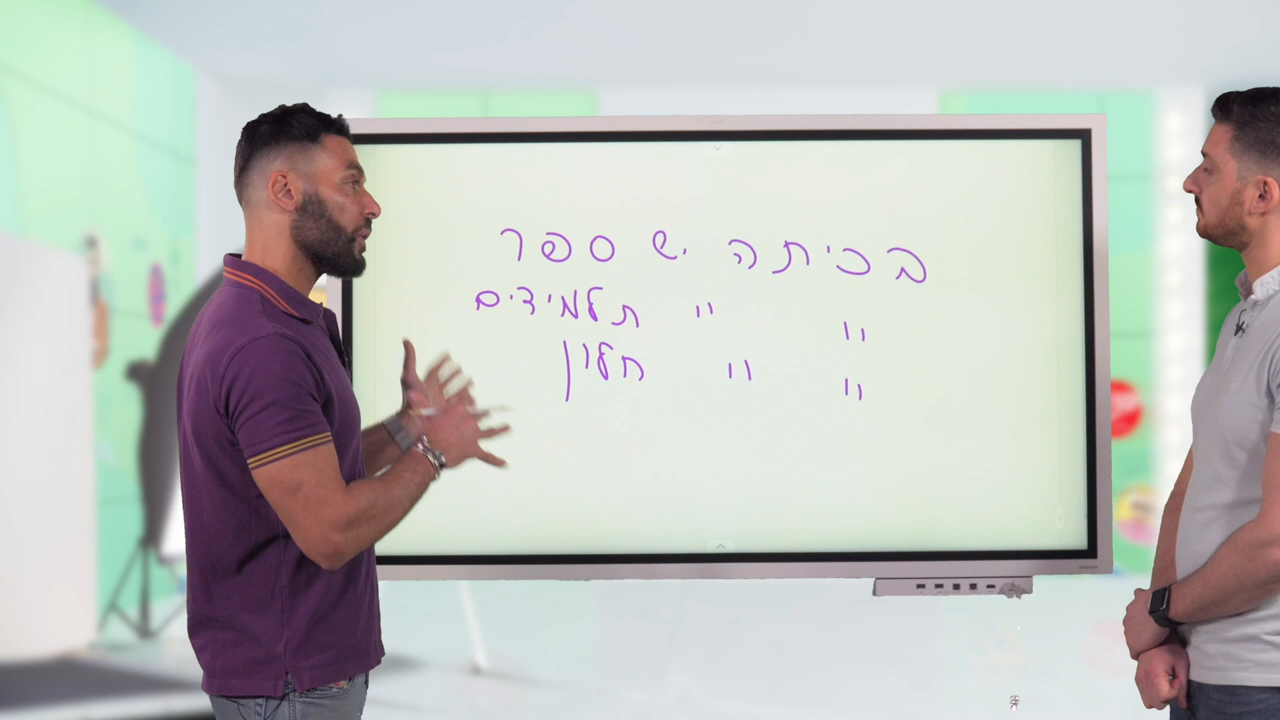 בכיתה יש ספר
" " תלמידים
" " חלון